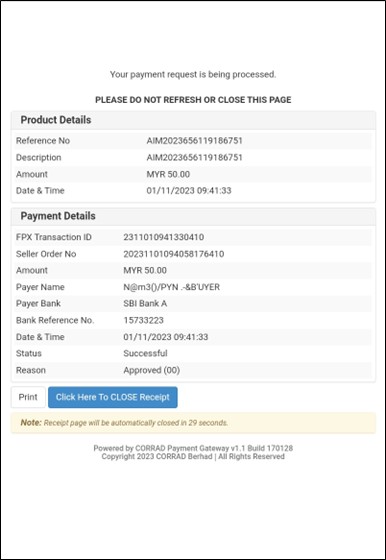 Your payment request is being processed.
PLEASE DO NOT REFRESH OR CLOSE THIS PAGE
Product Details
Reference No AIM2023656119186751
Description AIM2023656119186751
Amount MYR 50.00
Date & Time 01/11/2023 09:41:33
Payment Details
FPX Transaction ID 2311010941330410
Seller Order No 20231101094058176410
Amount MYR 50.00
Payer Name N@m3()/PYN .-&B'UYER
Payer Bank SBI Bank A
Bank Reference No. 15733223
Date & Time 01/11/2023 09:41:33
Status Successful
Reason Approved (00)
Print Click Here To CLOSE Receipt
Note: Receipt page will be automatically closed in 29 seconds.
Powered by CORRAD Payment Gateway v1.1 Build 170128
Copyright 2023 CORRAD Berhad | All Rights Reserved